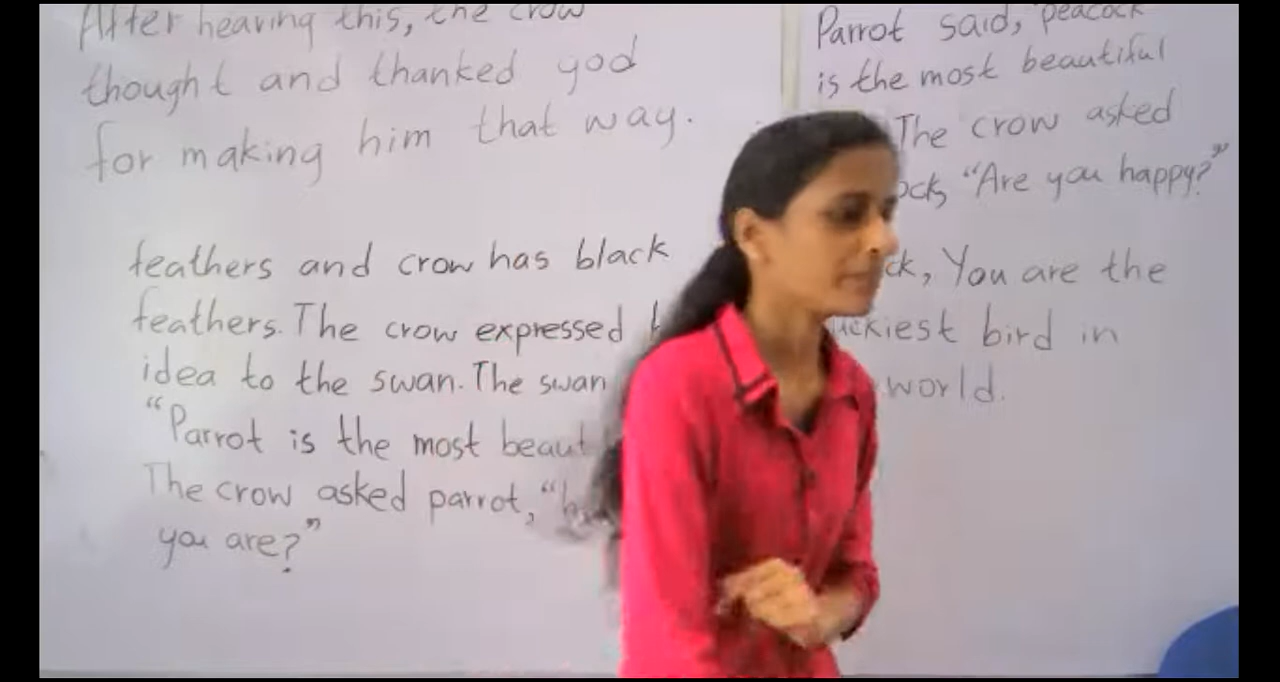 After hearing this, the crow
thought and thanked god
for making him that way.
feathers and crow has black
feathers. The crow expressed
idea to the swan. The swan
"Parrot is the most
The crow asked parrot, "
you are?"
Parrot said, peacock
is the most beautiful
The crow asked
"Are you happy?"
You are the
bird in
world.